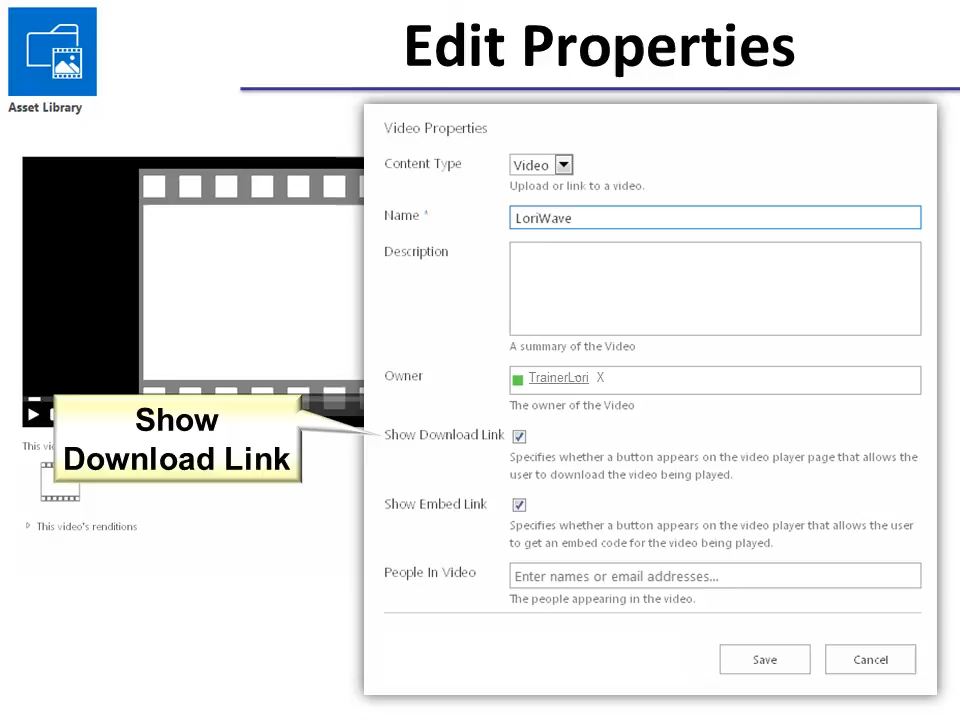 Edit Properties
Asset Library
Video Properties
Content Type
Video
Upload or link to a video.
Name *
LoriWave
Description
A summary of the Video
Owner
TrainerLori X
The owner of the Video
Show
Download Link
Show Download Link
Specifies whether a button appears on the video player page that allows the
user to download the video being played.
This
Show Embed Link
Specifies whether a button appears on the video player that allows the user
to get an embed code for the video being played.
This video's renditions
People In Video
Enter names or email addresses...
The people appearing in the video.
Save
Cancel